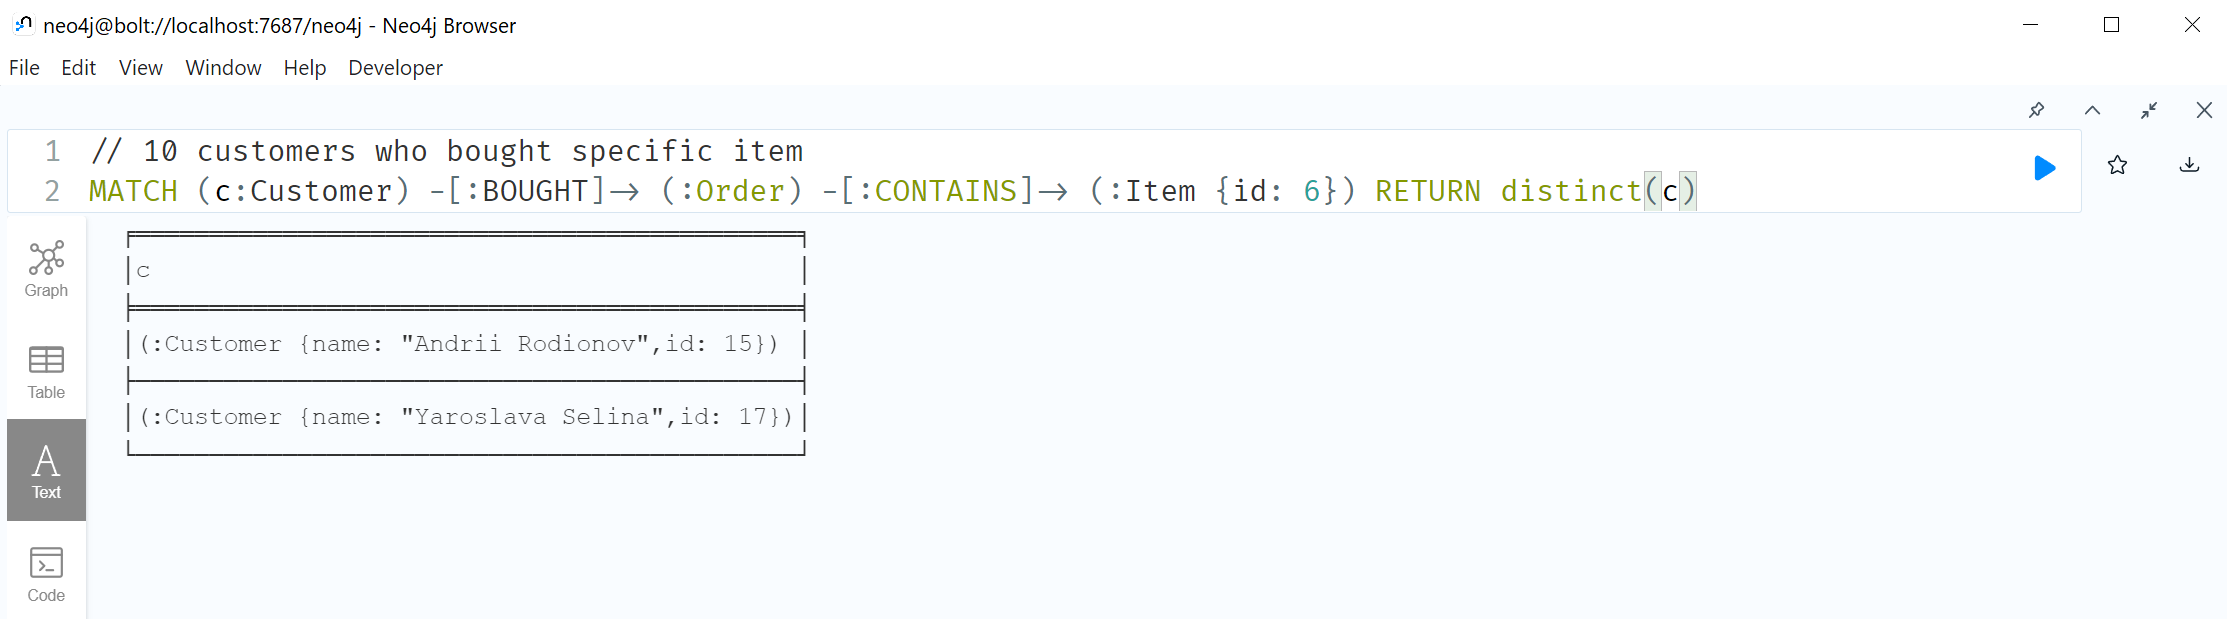 neo4j@bolt://localhost:7687/neo4j - Neo4j Browser
File Edit View Window Help Developer
1 // 10 customers who bought specific item
2 MATCH (c:Customer) -[:BOUGHT]-> (:Order) -[:CONTAINS]-> (:Item {id: 6}) RETURN distinct(c)
c
(:Customer {name: "Andrii Rodionov",id: 15})
(:Customer {name: "Yaroslava Selina",id: 17})
Graph
Table
A
Text
Code